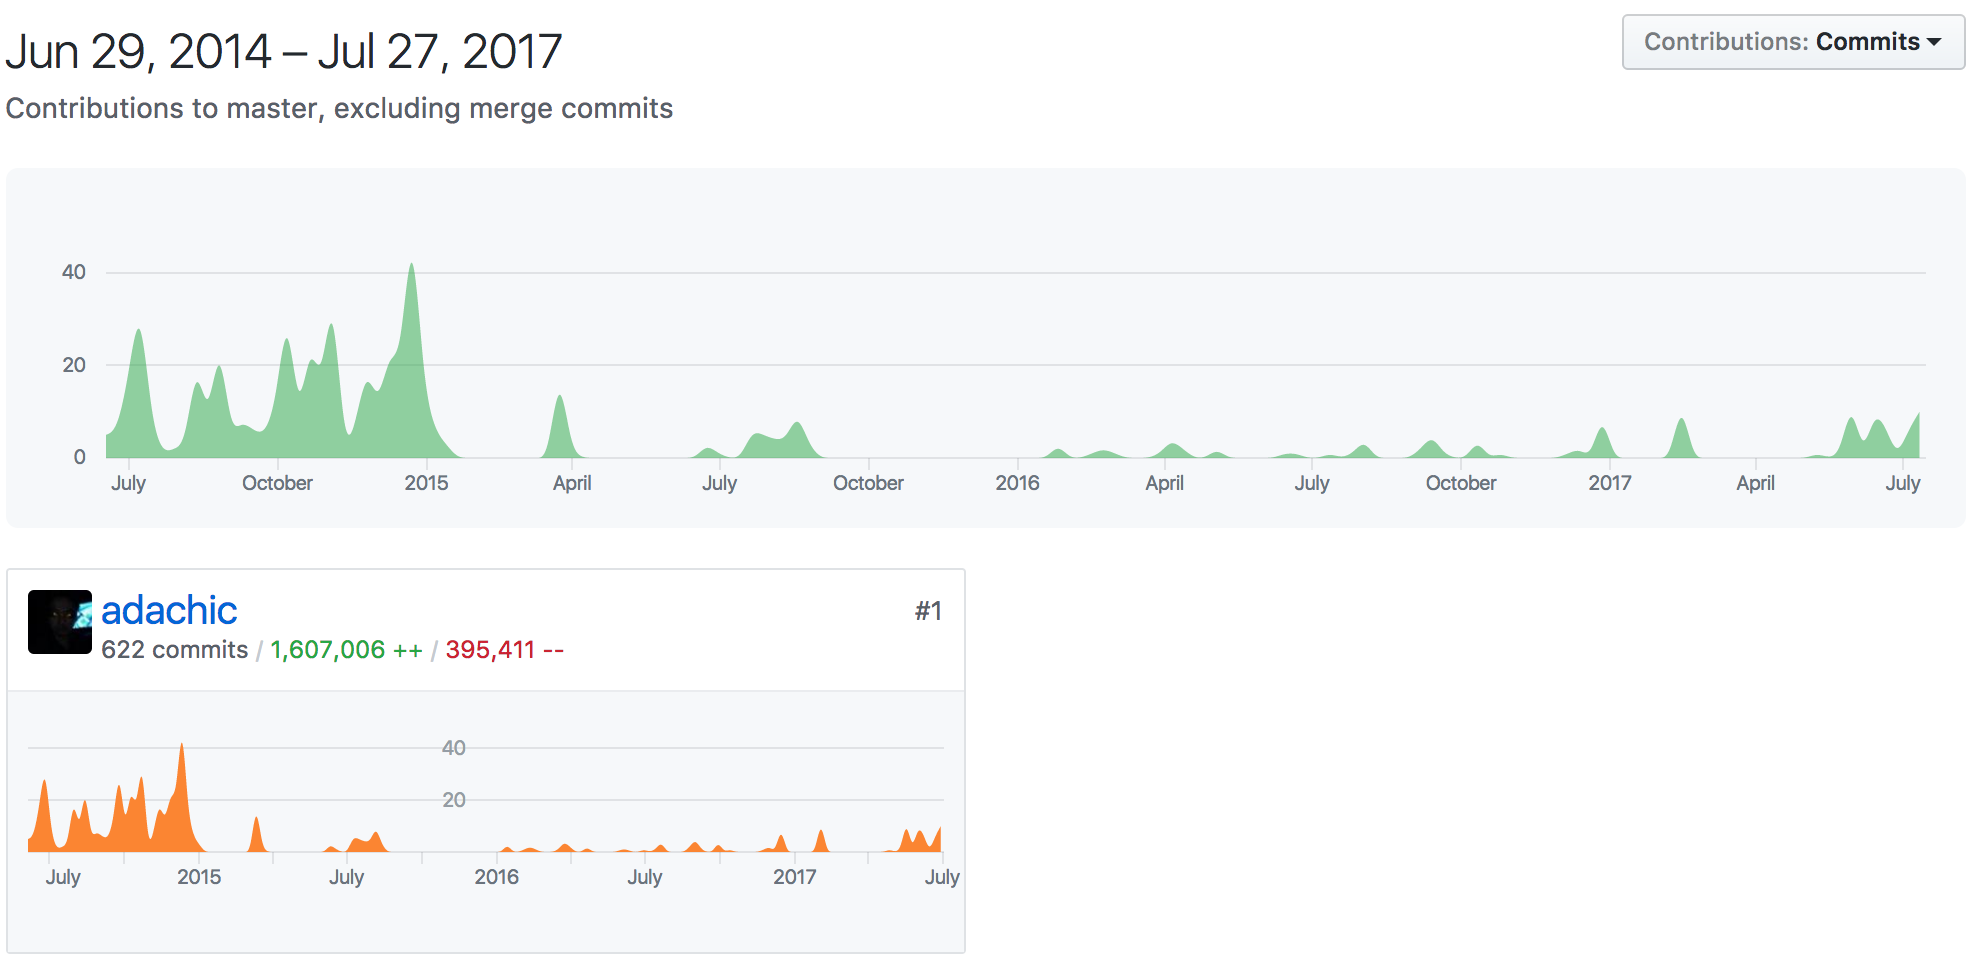 Jun 29, 2014 – Jul 27, 2017
Contributions: Commits
Contributions to master, excluding merge commits
40
20
0
July October 2015 April July October 2016 April July October 2017 April July
adachic
#1
622 commits / 1,607,006 ++ / 395,411 --
40
20
July 2015 July 2016 July 2017 July